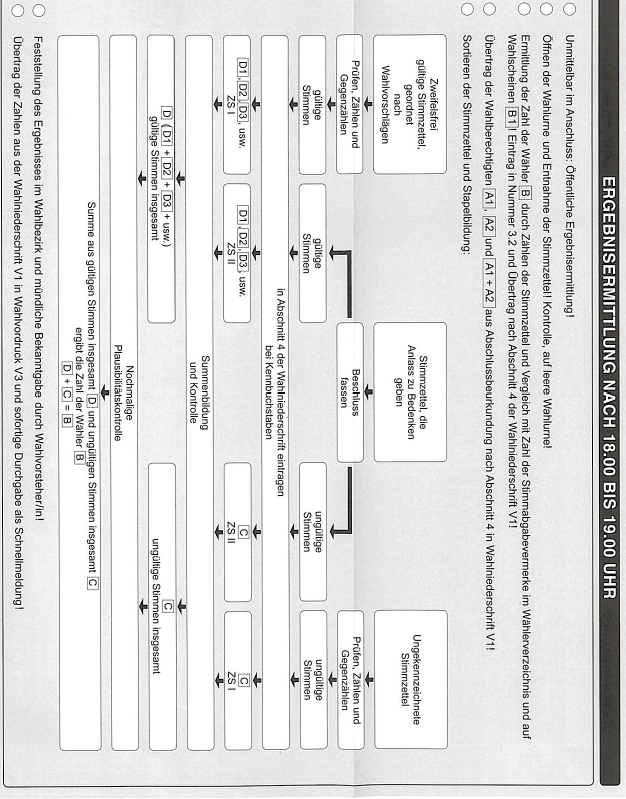 ERGEBNISERMITTLUNG NACH 18.00 BIS 19.00 UHR
Unmittelbar im Anschluss: Öffentliche Ergebnisermittlung!
Öffnen der Wahlurne und Entnahme der Stimmzettel! Kontrolle, auf leere Wahlurne!
Ermittlung der Zahl der Wähler B durch Zählen der Stimmzettel und Vergleich mit Zahl der Stimmabgabevermerke im Wählerverzeichnis und auf
Wahlscheinen B1! Eintrag in Nummer 3.2 und Übertrag nach Abschnitt 4 der Wahlniederschrift V1!
Übertrag der Wahlberechtigten A1 A2 und A1 + A2 aus Abschlussbeurkundung nach Abschnitt 4 in Wahlniederschrift V1!
Sortieren der Stimmzettel und Stapelbildung:
Zweifelsfrei
gültige Stimmzettel,
geordnet
nach
Wahlvorschlägen
Stimmzettel, die
Anlass zu Bedenken
geben
Ungekennzeichnete
Stimmzettel
Prüfen, Zählen und
Gegenzählen
Beschluss
fassen
Prüfen, Zählen und
Gegenzählen
gültige
Stimmen
gültige
Stimmen
ungültige
Stimmen
ungültige
Stimmen
in Abschnitt 4 der Wahlniederschrift eintragen
bei Kennbuchstaben
D1, D2, D3, usw.
ZS I
D1, D2, D3, usw.
ZS II
C
ZS II
C
ZS I
Summenbildung
und Kontrolle
D (D1 + D2 + D3 + usw.)
gültige Stimmen insgesamt
C
ungültige Stimmen insgesamt
Nochmalige
Plausibilitätskontrolle
Summe aus gültigen Stimmen insgesamt D und ungültigen Stimmen insgesamt C
ergibt die Zahl der Wähler B
D + C = B
Feststellung des Ergebnisses im Wahlbezirk und mündliche Bekanntgabe durch Wahlvorsteher/in!
Übertrag der Zahlen aus der Wahlniederschrift V1 in Wahlvordruck V3 und sofortige Durchgabe als Schnellmeldung!